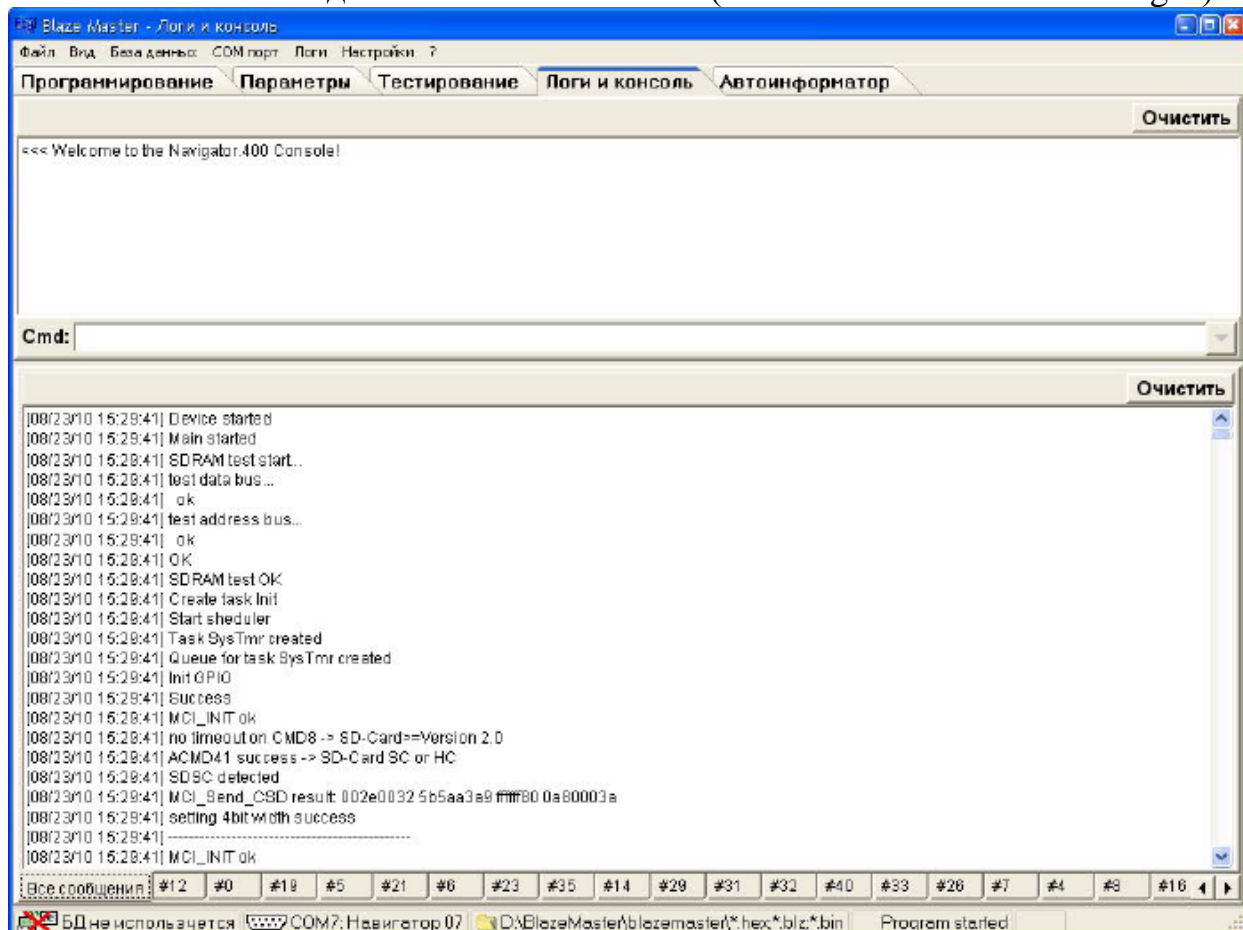 Blaze Master - Логи и консоль
Файл Вид База данных COM порт Логи Настройки ?
Программирование Параметры Тестирование Логи и консоль Автоинформатор
Очистить
<<< Welcome to the Navigator.400 Console!
Cmd:
Очистить
|08/23/10 15:29:41| Device started
|08/23/10 15:29:41| Main started
|08/23/10 15:29:41| SDRAM test start...
|08/23/10 15:29:41| test data bus...
|08/23/10 15:29:41| ok
|08/23/10 15:29:41| test address bus...
|08/23/10 15:29:41| ok
|08/23/10 15:29:41| OK
|08/23/10 15:29:41| SDRAM test OK
|08/23/10 15:29:41| Create task Init
|08/23/10 15:29:41| Start sheduler
|08/23/10 15:29:41| Task SysTmr created
|08/23/10 15:29:41| Queue for task SysTmr created
|08/23/10 15:29:41| Init GPIO
|08/23/10 15:29:41| Success
|08/23/10 15:29:41| MCI_INIT ok
|08/23/10 15:29:41| no timeout on CMD8 -> SD-Card>=Version 2.0
|08/23/10 15:29:41| ACMD41 success -> SD-Card SC or HC
|08/23/10 15:29:41| SDSC detected
|08/23/10 15:29:41| MCI_Send_CSD result: 002e0032 5b5aa3a9 ffffff80 0a80003a
|08/23/10 15:29:41| setting 4bit width success
|08/23/10 15:29:41| ------------------------------------------------
|08/23/10 15:29:41| MCI_INIT ok
Все сообщения #12 #0 #19 #5 #21 #6 #23 #35 #14 #29 #31 #32 #40 #33 #26 #7 #4 #16
БД не используется COM7: Навигатор 07 D:\BlazeMaster\blazemaster\*.hex;*.blz;*.bin Program started